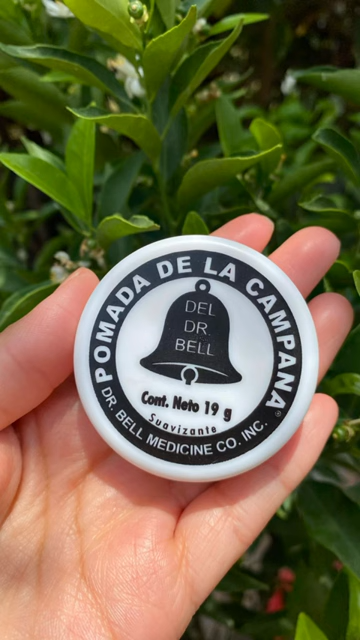 POMADA DE LA CAMPANA
DEL
DR.
BELL
Cont. Neto 19 g
Suavizante
DR. BELL MEDICINE CO. INC.
®